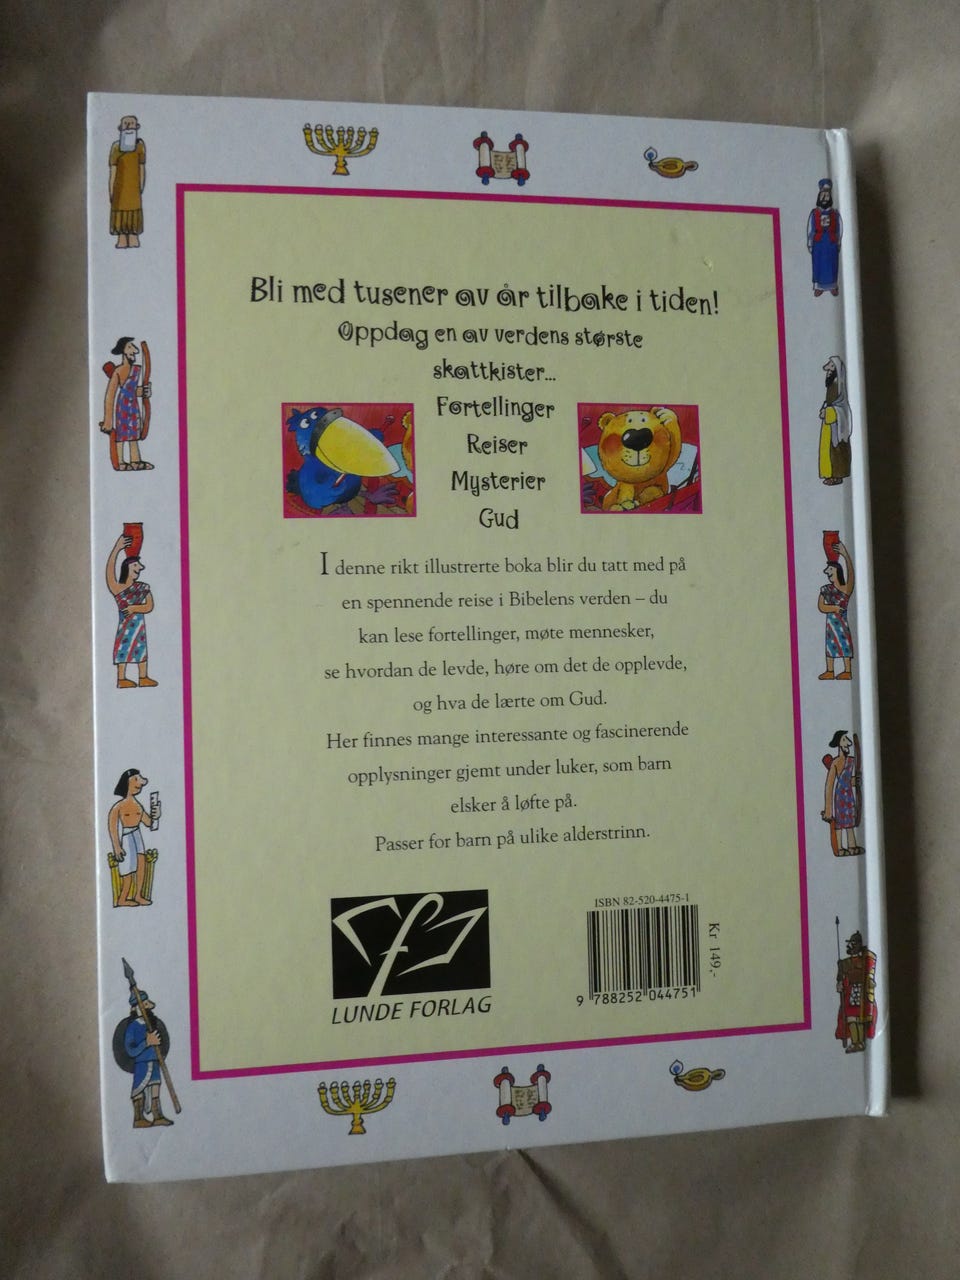 Bli med tusener av år tilbake i tiden!
Oppdag en av verdens største
skattkister...
Fortellinger
Reiser
Mysterier
Gud
I denne rikt illustrerte boka blir du tatt med på
en spennende reise i Bibelens verden – du
kan lese fortellinger, møte mennesker,
se hvordan de levde, høre om det de opplevde,
og hva de lærte om Gud.
Her finnes mange interessante og fascinerende
opplysninger gjemt under luker, som barn
elsker å løfte på.
Passer for barn på ulike alderstrinn.
LUNDE FORLAG
ISBN 82-520-4475-1
9 788252 044751
Kr 149,-